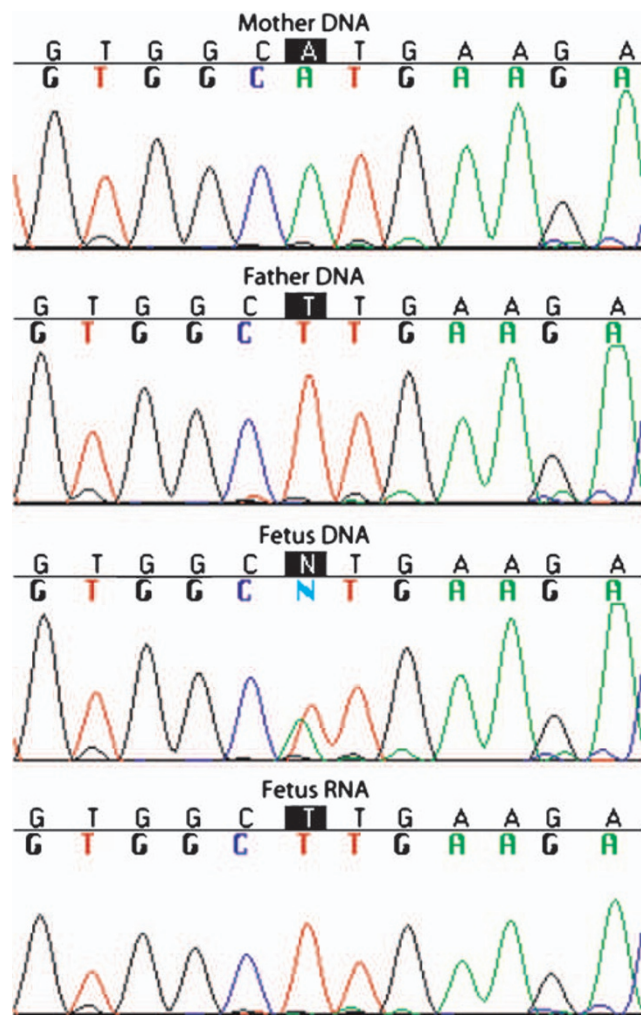 Mother DNA
G T G G C A T G A A G A
G T G G C A T G A A G A
Father DNA
G T G G C T T G A A G A
G T G G C T T G A A G A
Fetus DNA
G T G G C N T G A A G A
G T G G C N T G A A G A
Fetus RNA
G T G G C T T G A A G A
G T G G C T T G A A G A